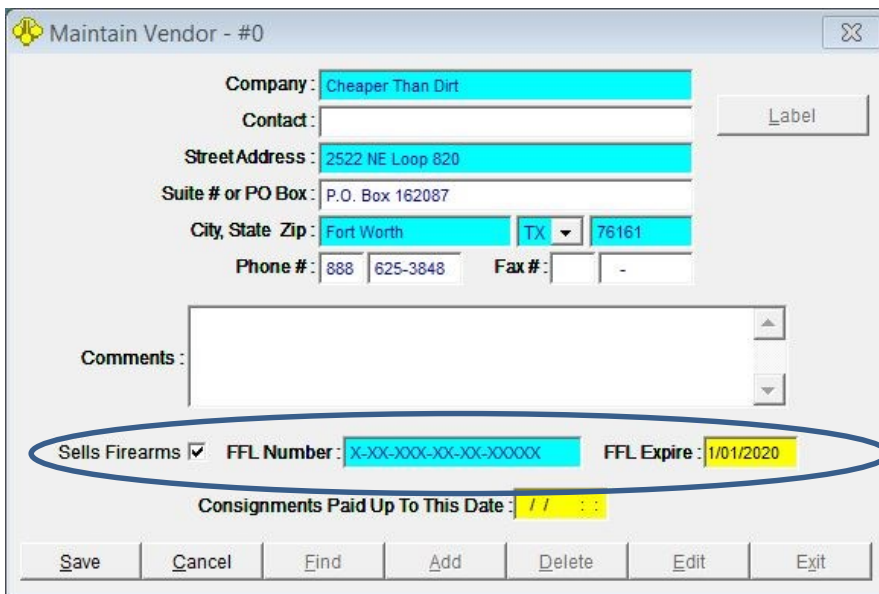 Maintain Vendor - #0
Company : Cheaper Than Dirt
Contact :
Label
Street Address : 2522 NE Loop 820
Suite # or PO Box : P.O. Box 162087
City, State Zip : Fort Worth TX 76161
Phone # : 888 625-3848 Fax # : -
Comments :
Sells Firearms FFL Number : X-XX-XXX-XX-XX-XXXXX FFL Expire : 1/01/2020
Consignments Paid Up To This Date : / / : :
Save Cancel Find Add Delete Edit Exit